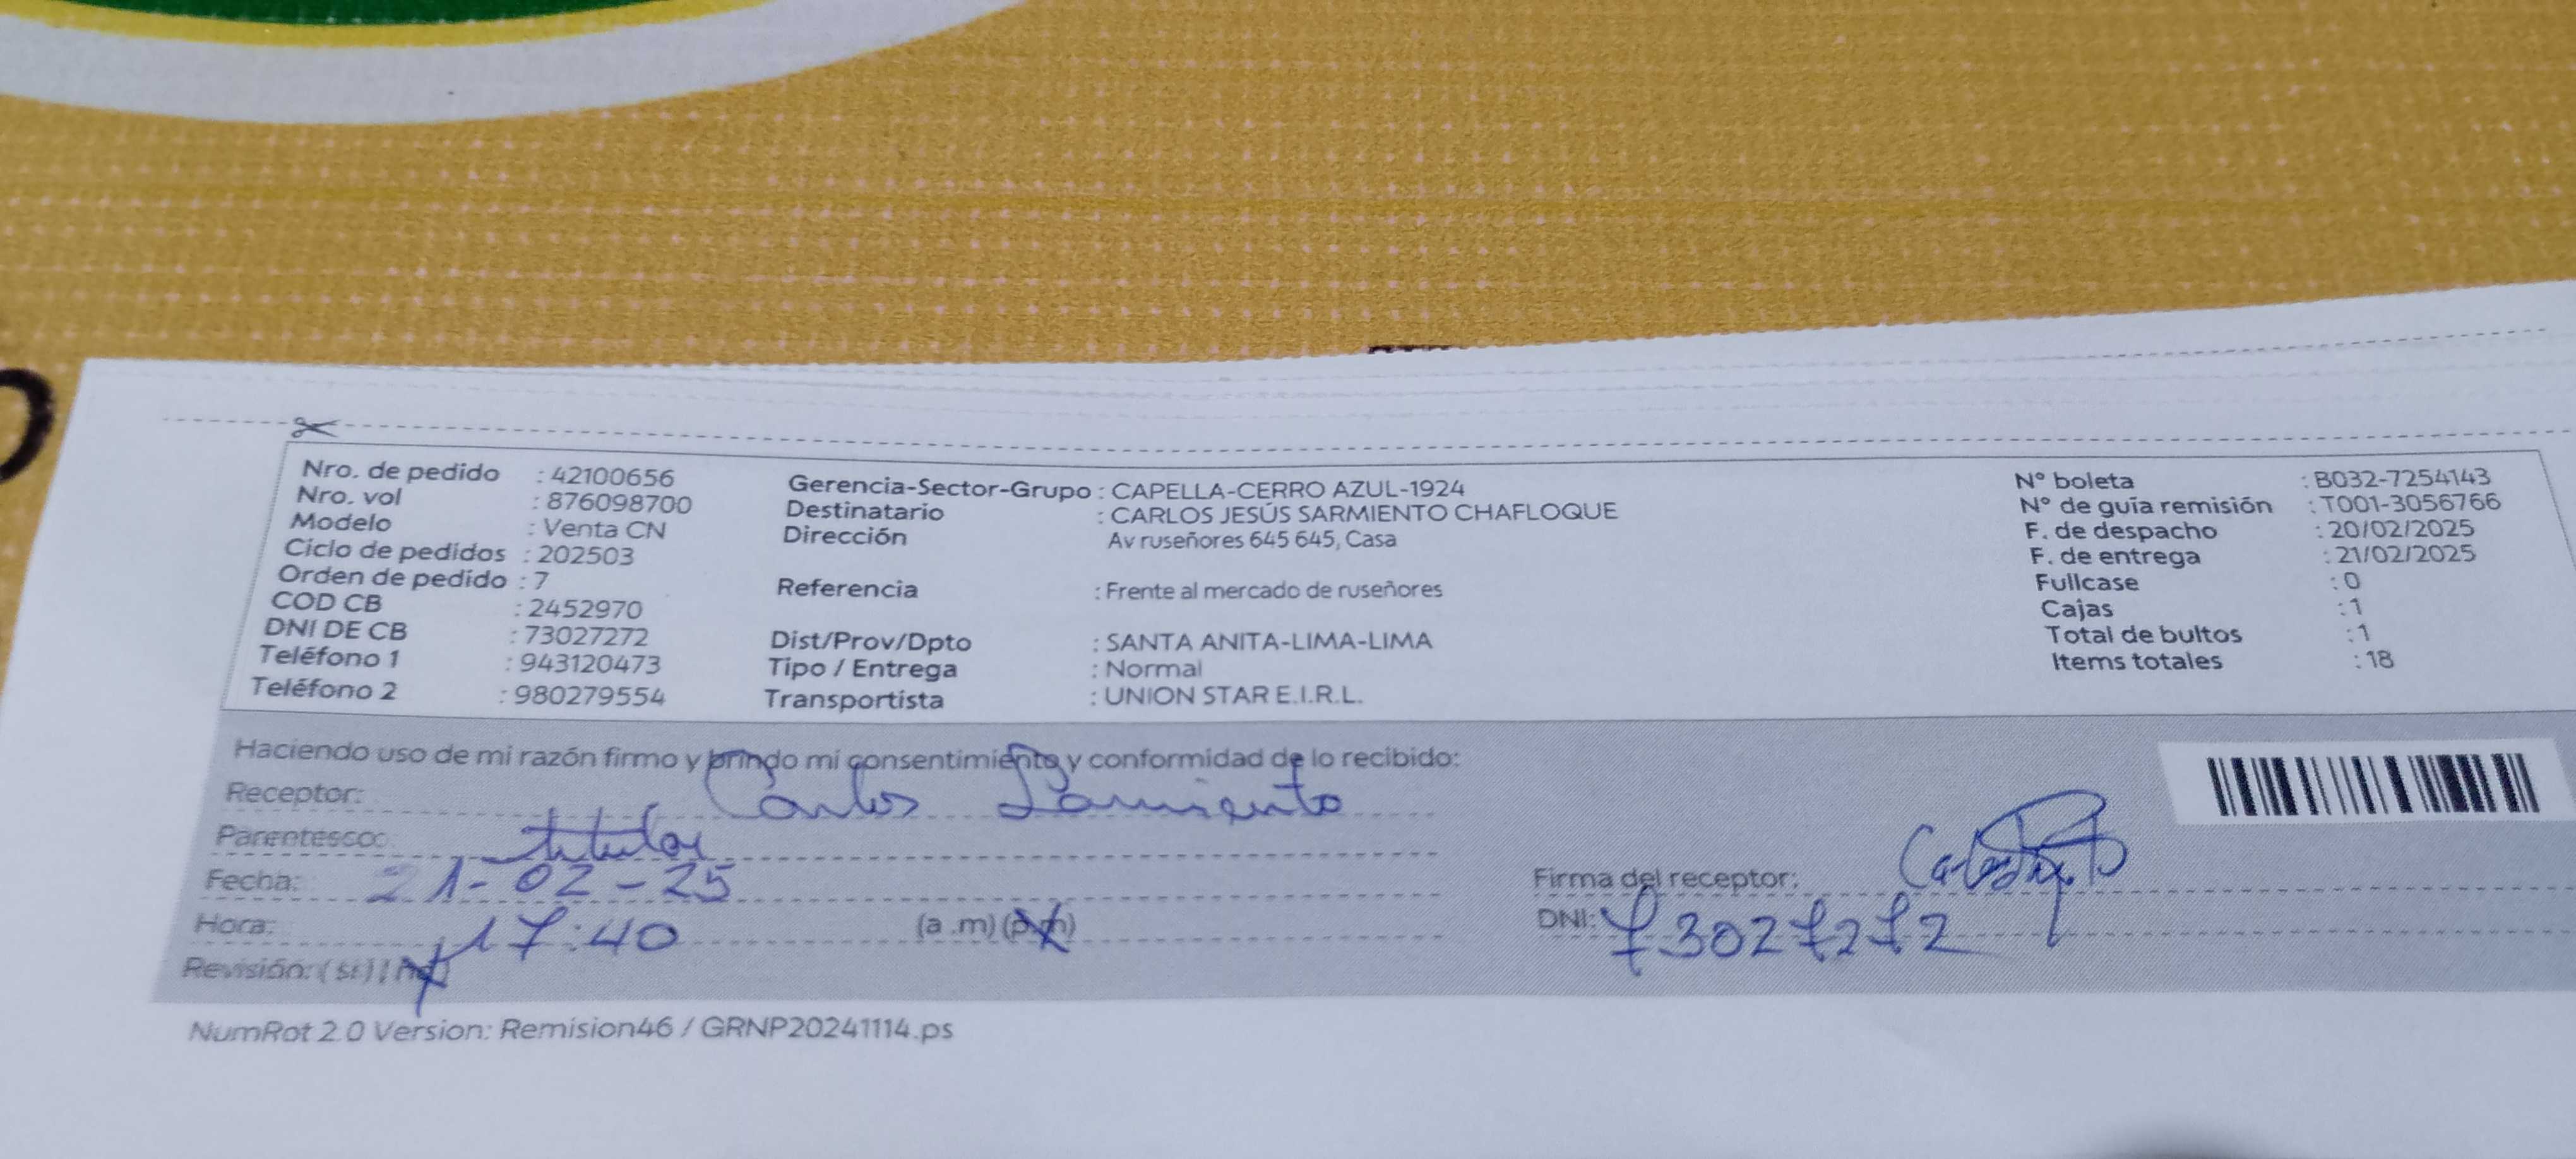 Nro. de pedido : 42100656
Nro. vol : 876098700
Modelo : Venta CN
Ciclo de pedidos : 202503
Orden de pedido : 7
COD CB : 2452970
DNI DE CB : 73027272
Teléfono 1 : 943120473
Teléfono 2 : 980279554
Gerencia-Sector-Grupo : CAPELLA-CERRO AZUL-1924
Destinatario : CARLOS JESÚS SARMIENTO CHAFLOQUE
Dirección Av ruseñores 645 645, Casa
Referencia : Frente al mercado de ruseñores
Dist/Prov/Dpto : SANTA ANITA-LIMA-LIMA
Tipo / Entrega : Normal
Transportista : UNION STAR E.I.R.L.
N° boleta : B032-7254143
N° de guía remisión : T001-3056766
F. de despacho : 20/02/2025
F. de entrega : 21/02/2025
Fullcase : 0
Cajas : 1
Total de bultos : 1
Items totales : 18
Haciendo uso de mi razón firmo y brindo mi consentimiento y conformidad de lo recibido:
Receptor: Carlos Sarmiento
Parentesco: titular
Fecha: 21-02-25
Hora: 17:40 (a .m) (p.m)
Revisión: ( si ) ( no )
Firma del receptor:
DNI: 73027272
NumRot 2.0 Version: Remision46 / GRNP20241114.ps